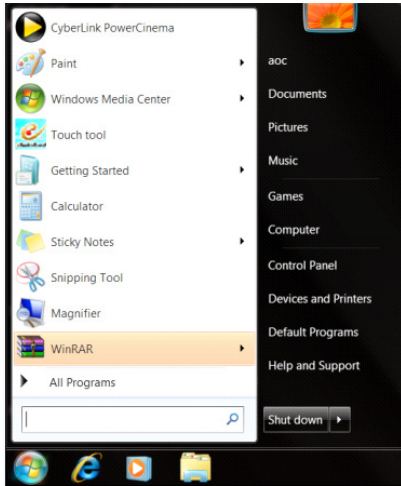 CyberLink PowerCinema
Paint
Windows Media Center
Touch tool
Getting Started
Calculator
Sticky Notes
Snipping Tool
Magnifier
WinRAR
All Programs
aoc
Documents
Pictures
Music
Games
Computer
Control Panel
Devices and Printers
Default Programs
Help and Support
Shut down